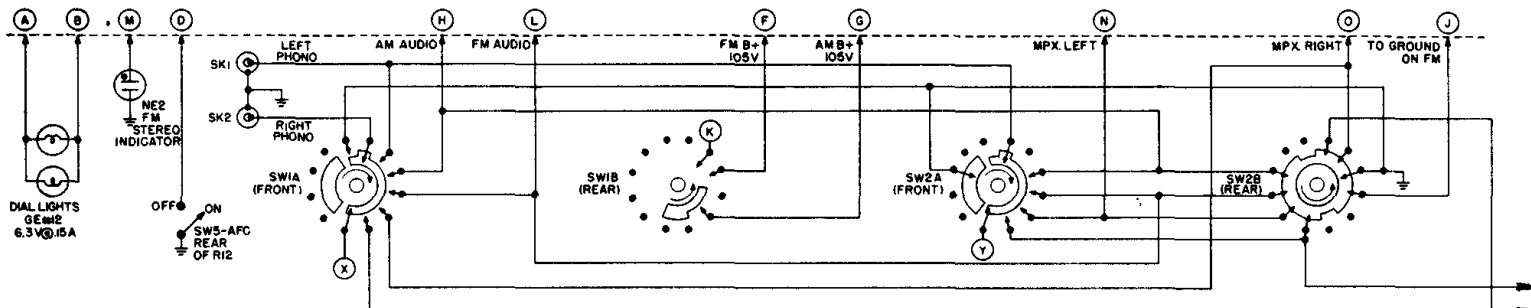 A B M D H L F G N O J
LEFT PHONO
AM AUDIO
FM AUDIO
FM B+ 105V
AM B+ 105V
MPX. LEFT
MPX. RIGHT
TO GROUND ON FM
SK1
SK2
RIGHT PHONO
NE2
FM
STEREO
INDICATOR
K
SW1A
(FRONT)
SW1B
(REAR)
SW2A
(FRONT)
SW2B
(REAR)
DIAL LIGHTS
6.3V@.15A
OFF
ON
SW5-AFC
REAR
OF R12
X
Y